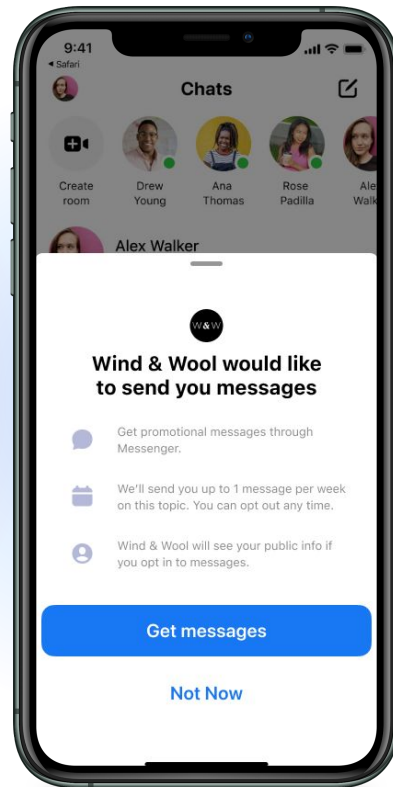 9:41
Safari
Chats
Create
room
Drew
Young
Ana
Thomas
Rose
Padilla
Ale
Walk
Alex Walker
W&W
Wind & Wool would like
to send you messages
Get promotional messages through
Messenger.
We'll send you up to 1 message per week
on this topic. You can opt out any time.
Wind & Wool will see your public info if
you opt in to messages.
Get messages
Not Now